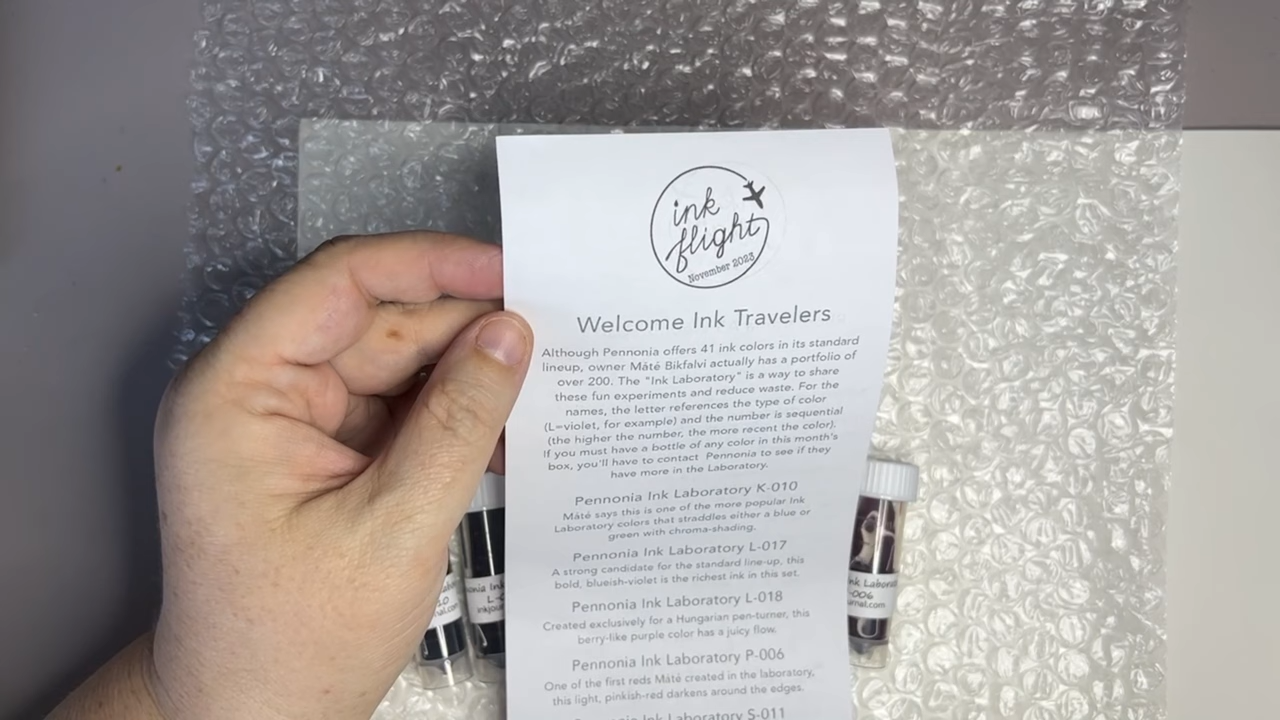 ink
flight
November 2023
Welcome Ink Travelers
Although Pennonia offers 41 ink colors in its standard
lineup, owner Máté Bikfalvi actually has a portfolio of
over 200. The "Ink Laboratory" is a way to share
these fun experiments and reduce waste. For the
names, the letter references the type of color
(L=violet, for example) and the number is sequential
(the higher the number, the more recent the color).
If you must have a bottle of any color in this month's
box, you'll have to contact Pennonia to see if they
have more in the Laboratory.
Pennonia Ink Laboratory K-010
Máté says this is one of the more popular Ink
Laboratory colors that straddles either a blue or
green with chroma-shading.
Pennonia Ink Laboratory L-017
A strong candidate for the standard line-up, this
bold, blueish-violet is the richest ink in this set.
Pennonia Ink Laboratory L-018
Created exclusively for a Hungarian pen-turner, this
berry-like purple color has a juicy flow.
Pennonia Ink Laboratory P-006
One of the first reds Máté created in the laboratory,
this light, pinkish-red darkens around the edges.
Pennonia Ink Laboratory S-011